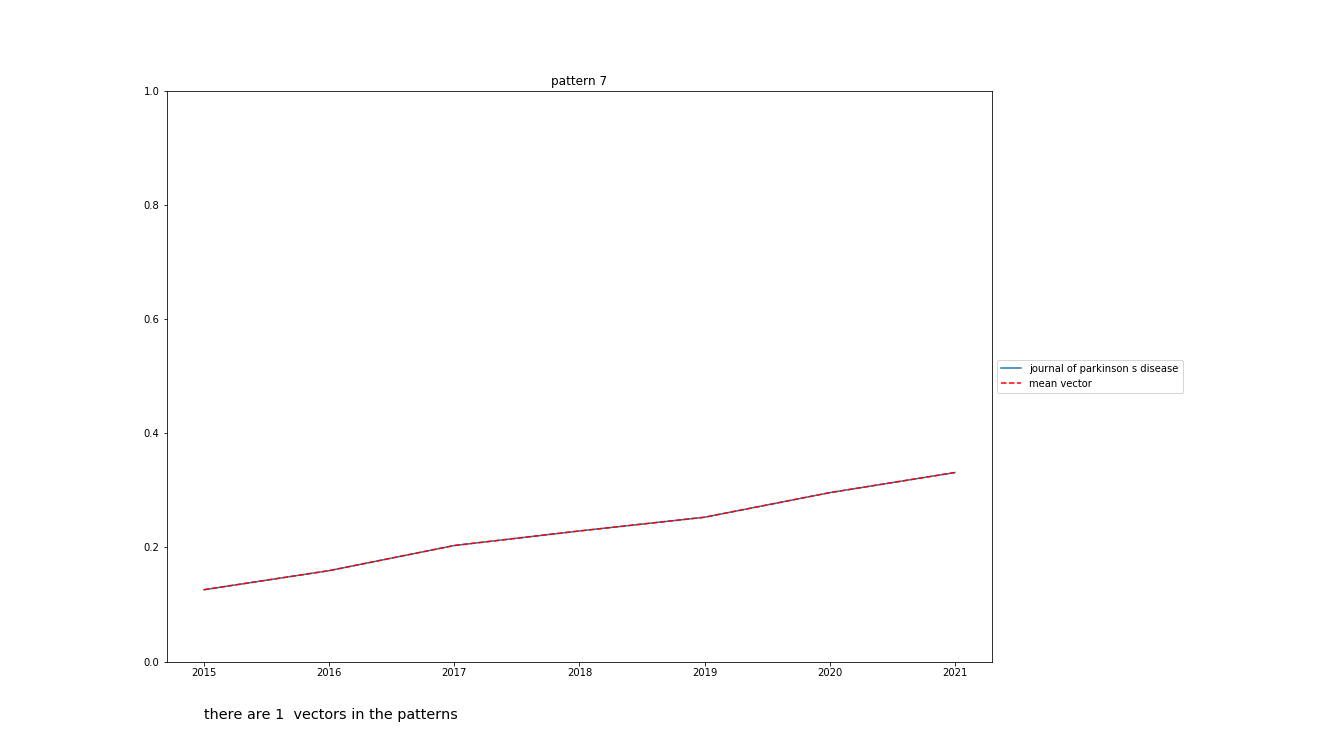 pattern 7
1.0
0.8
0.6
0.4
0.2
0.0
2015 2016 2017 2018 2019 2020 2021
journal of parkinson s disease
mean vector
there are 1  vectors in the patterns